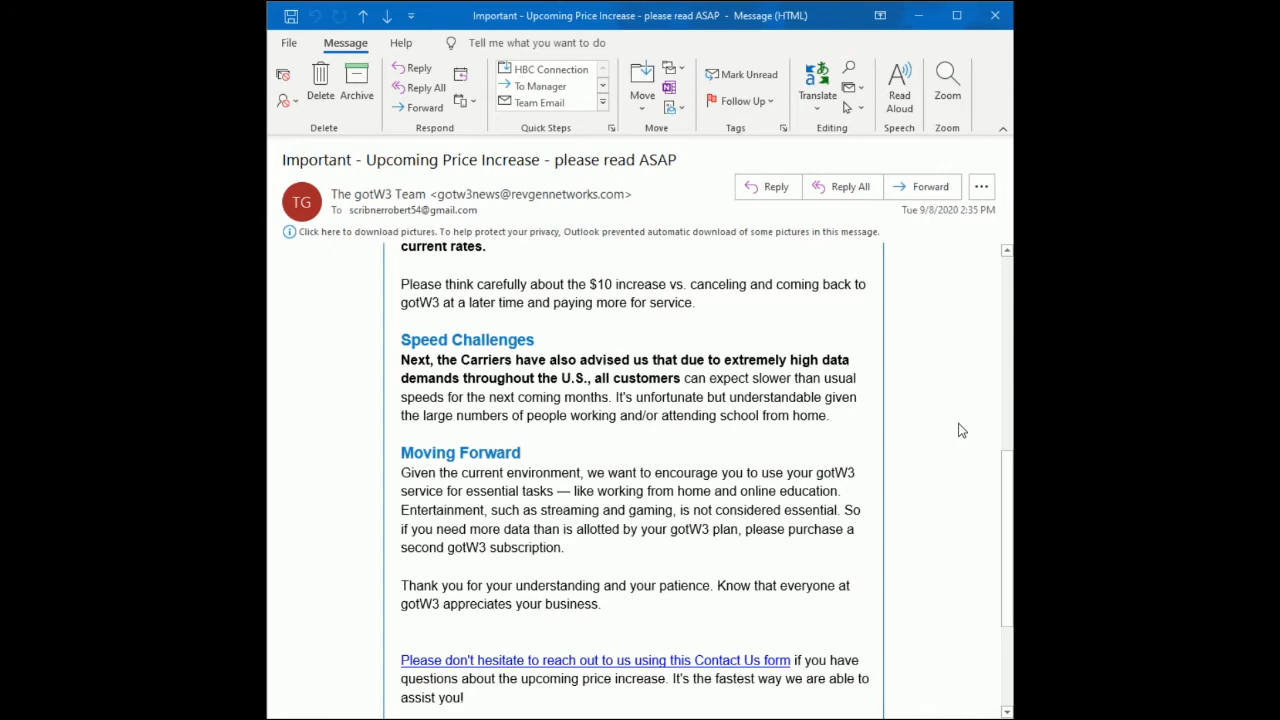 Important - Upcoming Price Increase - please read ASAP - Message (HTML)
File Message Help Tell me what you want to do
Delete Archive
Reply
Reply All
Forward
HBC Connection
To Manager
Team Email
Move
Mark Unread
Follow Up
Translate
Read Aloud
Zoom
Delete Respond Quick Steps Move Tags Editing Speech Zoom
Important - Upcoming Price Increase - please read ASAP
TG
The gotW3 Team <gotw3news@revgennetworks.com>
To scribnerrobert54@gmail.com
Reply Reply All Forward
Tue 9/8/2020 2:35 PM
Click here to download pictures. To help protect your privacy, Outlook prevented automatic download of some pictures in this message.
current rates.
Please think carefully about the $10 increase vs. canceling and coming back to
gotW3 at a later time and paying more for service.
Speed Challenges
Next, the Carriers have also advised us that due to extremely high data
demands throughout the U.S., all customers can expect slower than usual
speeds for the next coming months. It's unfortunate but understandable given
the large numbers of people working and/or attending school from home.
Moving Forward
Given the current environment, we want to encourage you to use your gotW3
service for essential tasks — like working from home and online education.
Entertainment, such as streaming and gaming, is not considered essential. So
if you need more data than is allotted by your gotW3 plan, please purchase a
second gotW3 subscription.
Thank you for your understanding and your patience. Know that everyone at
gotW3 appreciates your business.
Please don't hesitate to reach out to us using this Contact Us form if you have
questions about the upcoming price increase. It's the fastest way we are able to
assist you!